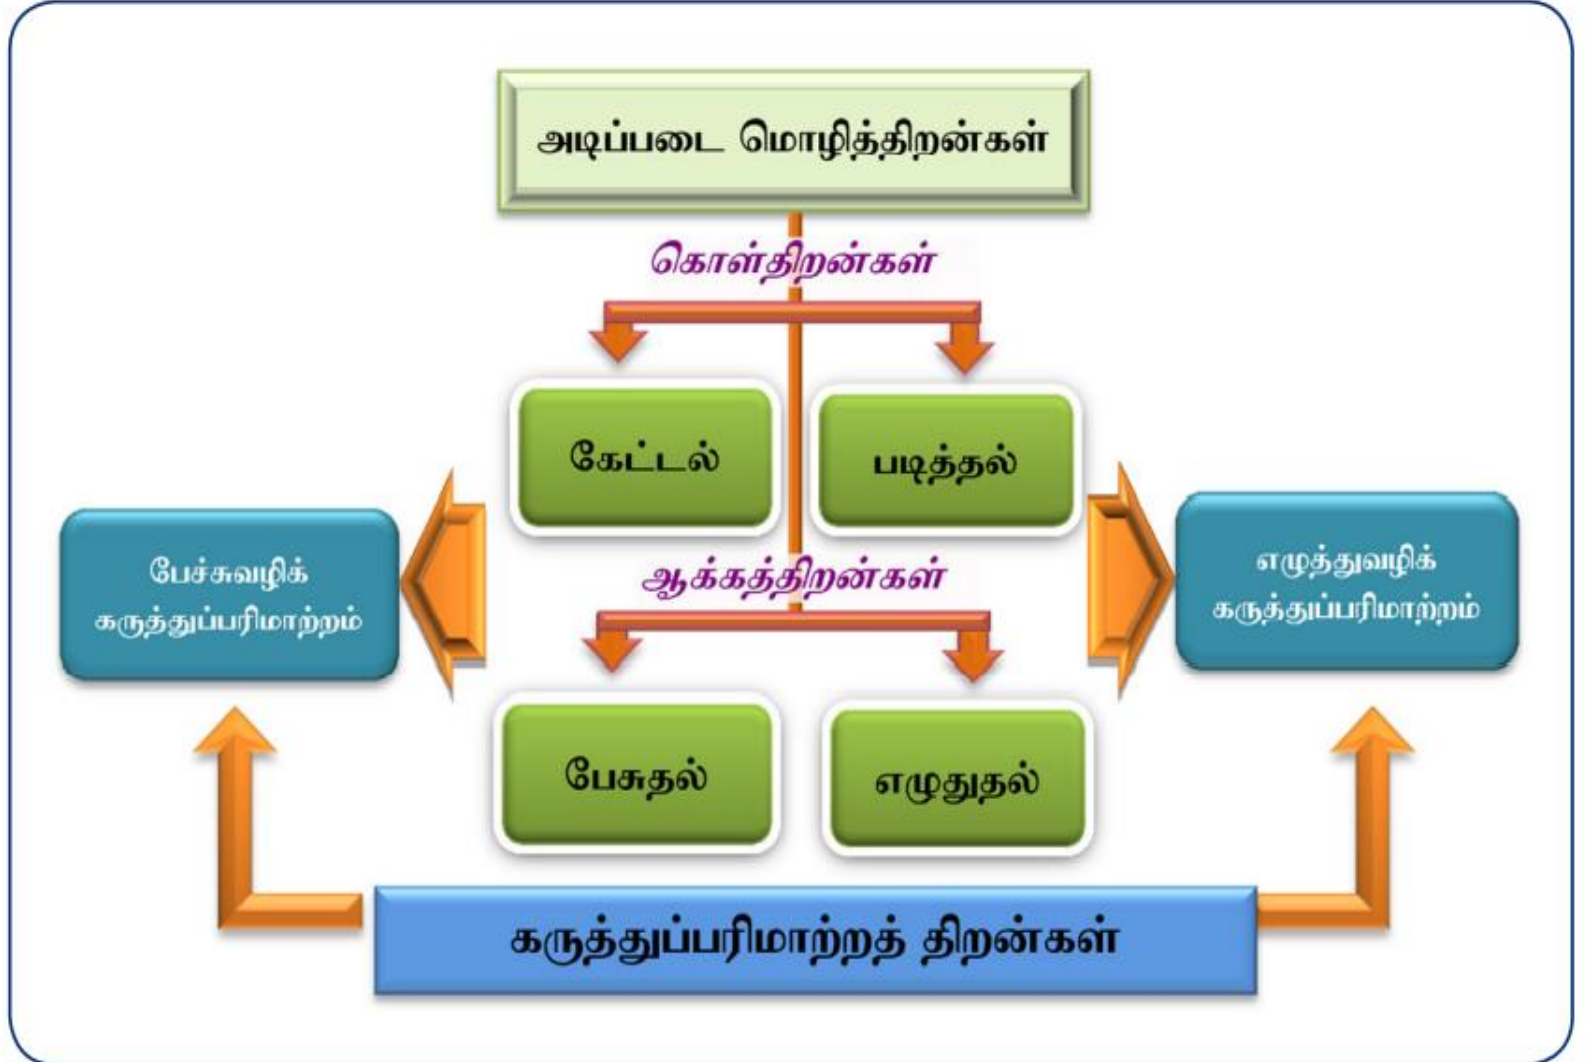 அடிப்படை மொழித்திறன்கள்
கொள்திறன்கள்
கேட்டல்
படித்தல்
பேச்சுவழிக்
கருத்துப்பரிமாற்றம்
எழுத்துவழிக்
கருத்துப்பரிமாற்றம்
ஆக்கத்திறன்கள்
பேசுதல்
எழுதுதல்
கருத்துப்பரிமாற்றத் திறன்கள்